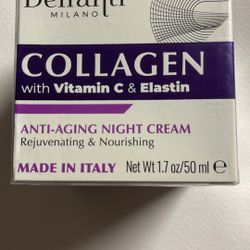 MILANO
COLLAGEN
with Vitamin C & Elastin
ANTI-AGING NIGHT CREAM
Rejuvenating & Nourishing
MADE IN ITALY Net Wt 1.7 oz/50 ml ℮